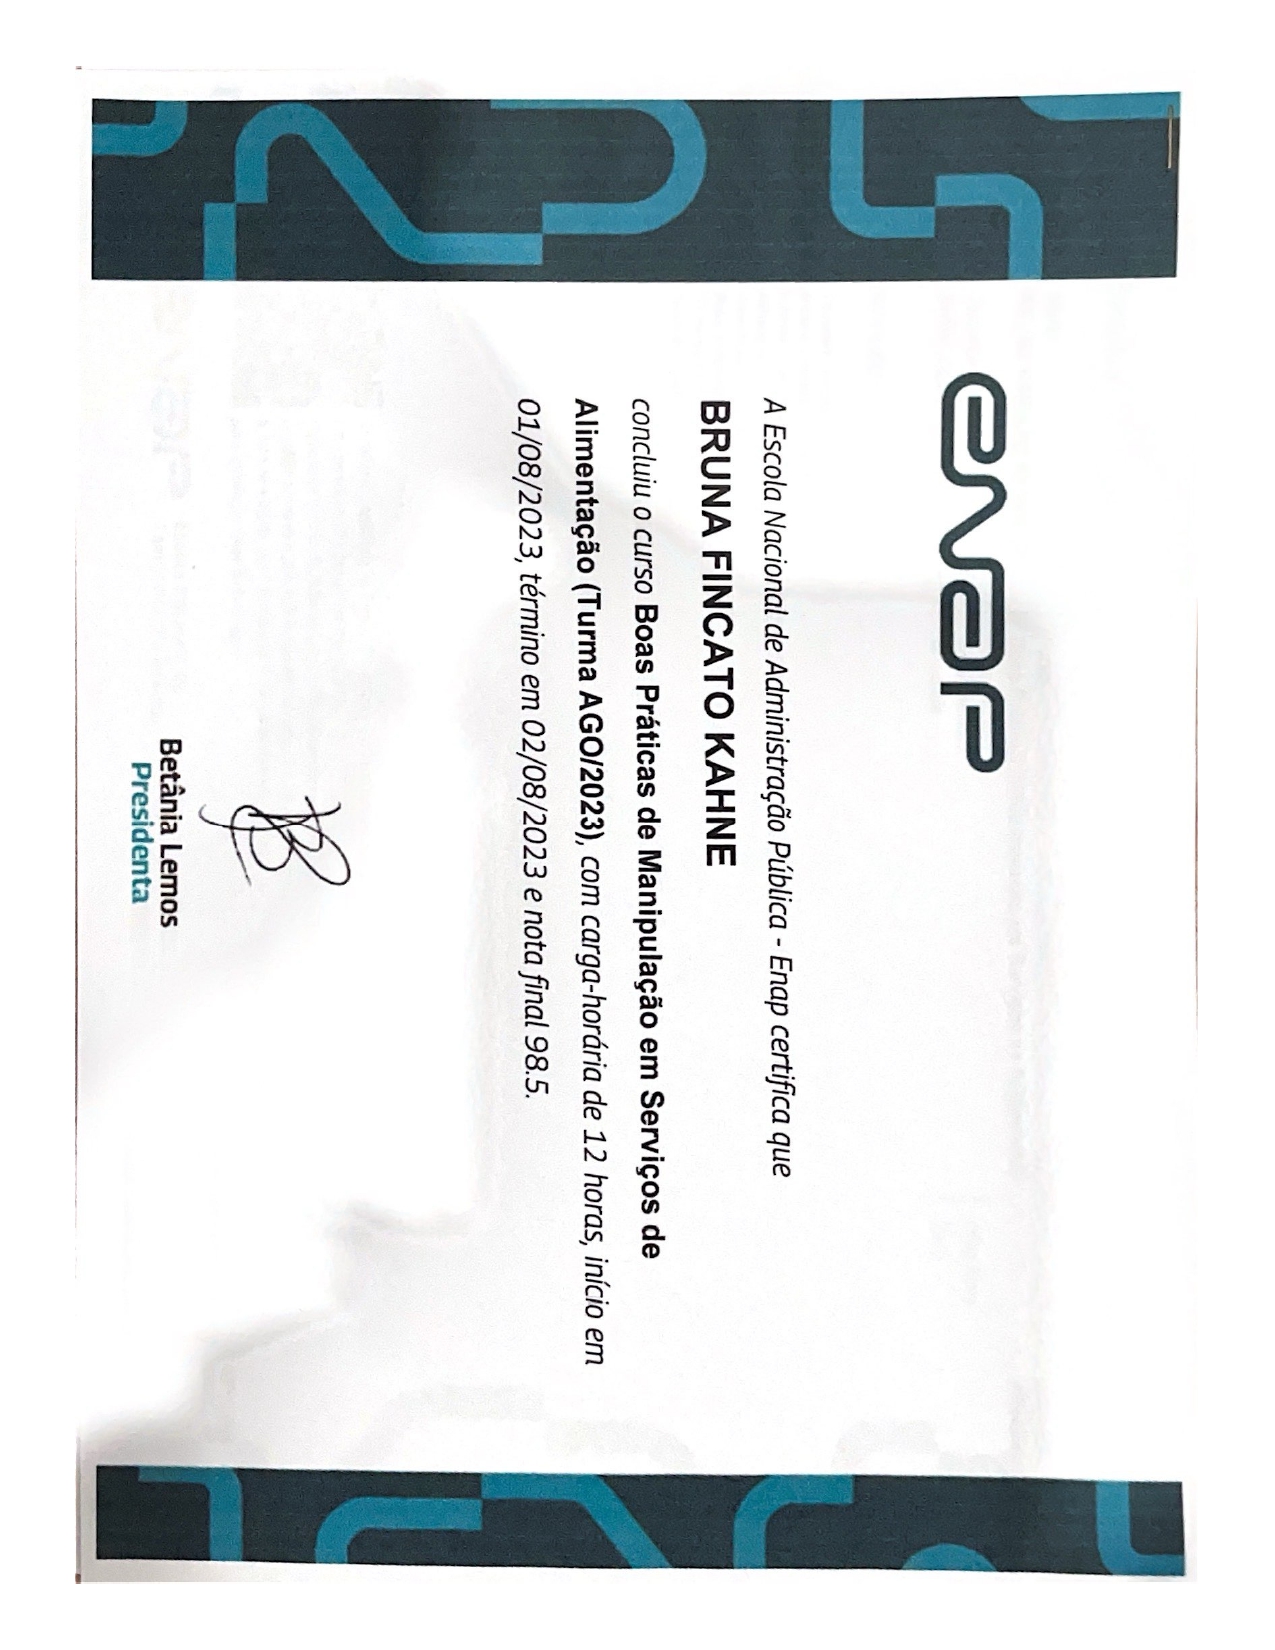 enap
A Escola Nacional de Administração Pública - Enap certifica que
BRUNA FINCATO KAHNE
concluiu o curso Boas Práticas de Manipulação em Serviços de
Alimentação (Turma AGO/2023), com carga-horária de 12 horas, início em
01/08/2023, término em 02/08/2023 e nota final 98.5.
Betânia Lemos
Presidenta